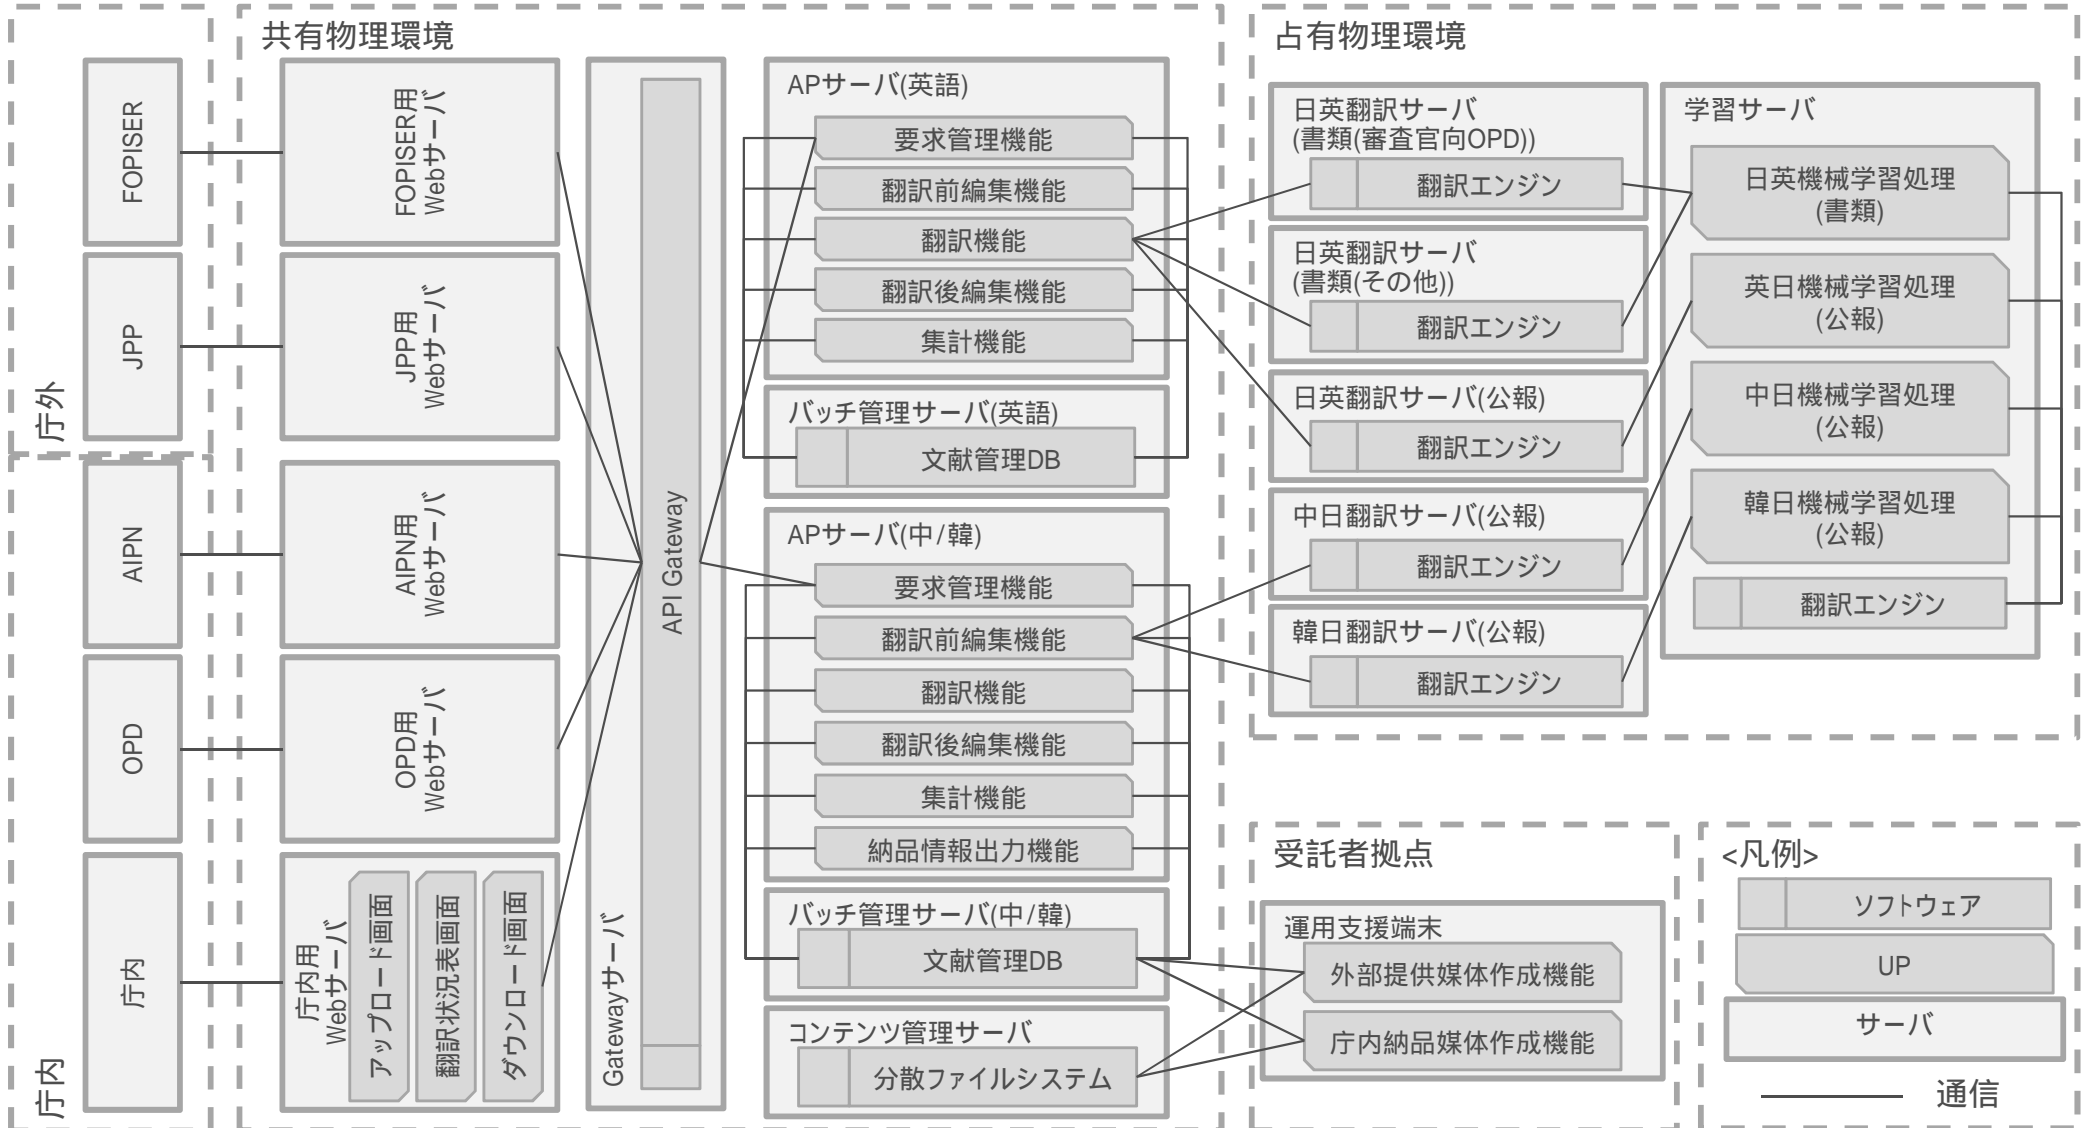 共有物理環境
占有物理環境
庁外
FOPISER
JPP
庁内
AIPN
OPD
庁内
FOPISER用
Webサーバ
JPP用
Webサーバ
AIPN用
Webサーバ
OPD用
Webサーバ
庁内用
Webサーバ
アップロード画面
翻訳状況表画面
ダウンロード画面
Gatewayサーバ
API Gateway
APサーバ(英語)
要求管理機能
翻訳前編集機能
翻訳機能
翻訳後編集機能
集計機能
バッチ管理サーバ(英語)
文献管理DB
APサーバ(中/韓)
要求管理機能
翻訳前編集機能
翻訳機能
翻訳後編集機能
集計機能
納品情報出力機能
バッチ管理サーバ(中/韓)
文献管理DB
コンテンツ管理サーバ
分散ファイルシステム
日英翻訳サーバ
(書類(審査官向OPD))
翻訳エンジン
日英翻訳サーバ
(書類(その他))
翻訳エンジン
日英翻訳サーバ(公報)
翻訳エンジン
中日翻訳サーバ(公報)
翻訳エンジン
韓日翻訳サーバ(公報)
翻訳エンジン
学習サーバ
日英機械学習処理
(書類)
英日機械学習処理
(公報)
中日機械学習処理
(公報)
韓日機械学習処理
(公報)
翻訳エンジン
受託者拠点
運用支援端末
外部提供媒体作成機能
庁内納品媒体作成機能
<凡例>
ソフトウェア
UP
サーバ
通信